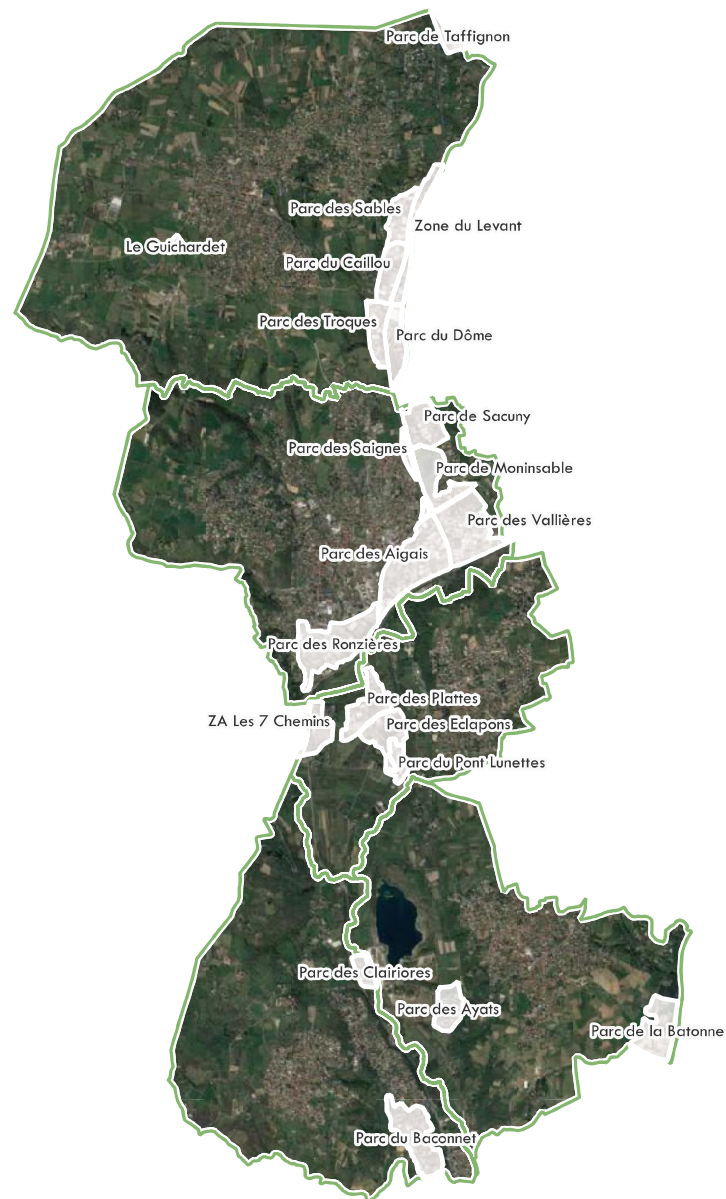 Parc de Taffignon
Parc des Sables
Zone du Levant
Le Guichardet
Parc du Caillou
Parc des Troques
Parc du Dôme
Parc de Sacuny
Parc des Saignes
Parc de Moninsable
Parc des Vallières
Parc des Aigais
Parc des Ronzières
Parc des Plattes
ZA Les 7 Chemins
Parc des Eclapons
Parc du Pont Lunettes
Parc des Clairiores
Parc des Ayats
Parc de la Batonne
Parc du Baconnet